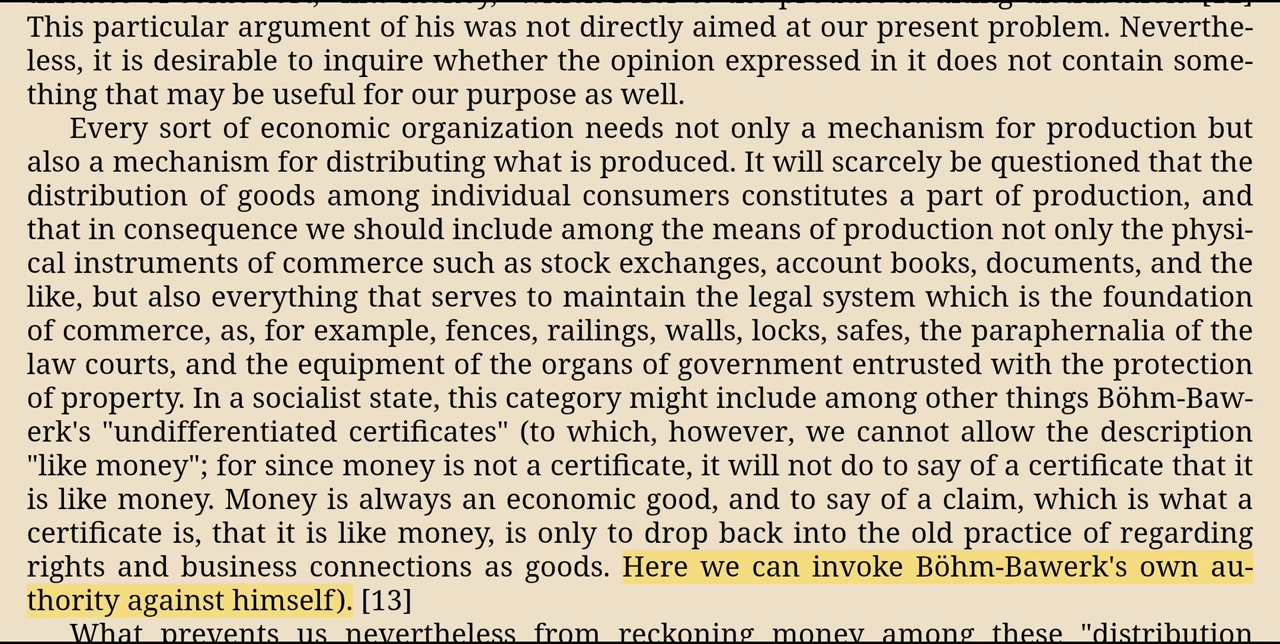 This particular argument of his was not directly aimed at our present problem. Neverthe-
less, it is desirable to inquire whether the opinion expressed in it does not contain some-
thing that may be useful for our purpose as well.
Every sort of economic organization needs not only a mechanism for production but
also a mechanism for distributing what is produced. It will scarcely be questioned that the
distribution of goods among individual consumers constitutes a part of production, and
that in consequence we should include among the means of production not only the physi-
cal instruments of commerce such as stock exchanges, account books, documents, and the
like, but also everything that serves to maintain the legal system which is the foundation
of commerce, as, for example, fences, railings, walls, locks, safes, the paraphernalia of the
law courts, and the equipment of the organs of government entrusted with the protection
of property. In a socialist state, this category might include among other things Böhm-Baw-
erk's "undifferentiated certificates" (to which, however, we cannot allow the description
"like money"; for since money is not a certificate, it will not do to say of a certificate that it
is like money. Money is always an economic good, and to say of a claim, which is what a
certificate is, that it is like money, is only to drop back into the old practice of regarding
rights and business connections as goods. Here we can invoke Böhm-Bawerk's own au-
thority against himself). [13]
What prevents us nevertheless from reckoning money among these "distribution